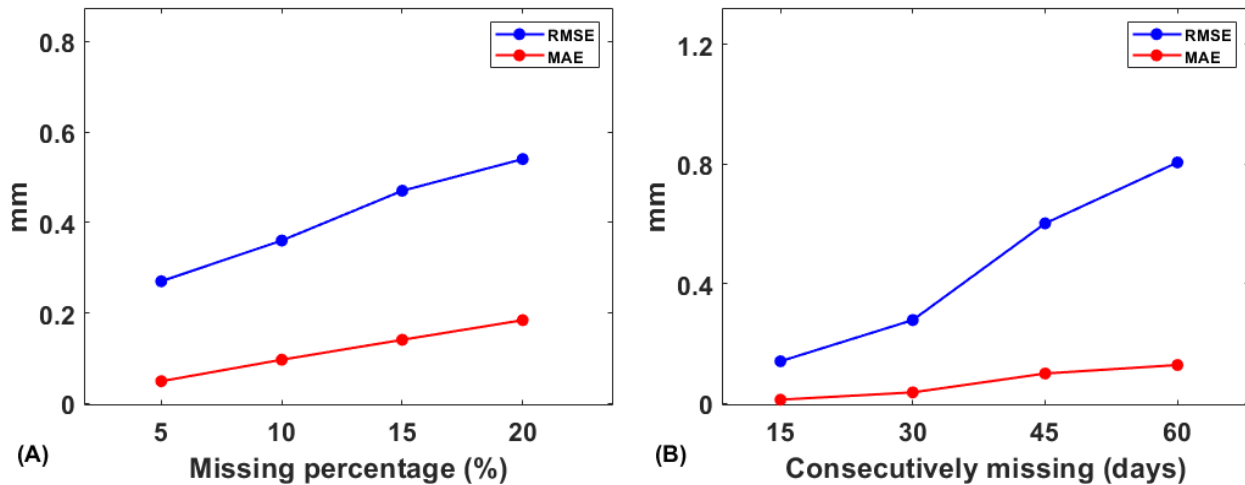 RMSE
MAE
0.8
0.6
0.4
0.2
0
mm
5 10 15 20
Missing percentage (%)
(A)
RMSE
MAE
1.2
0.8
0.4
0
mm
15 30 45 60
Consecutively missing (days)
(B)